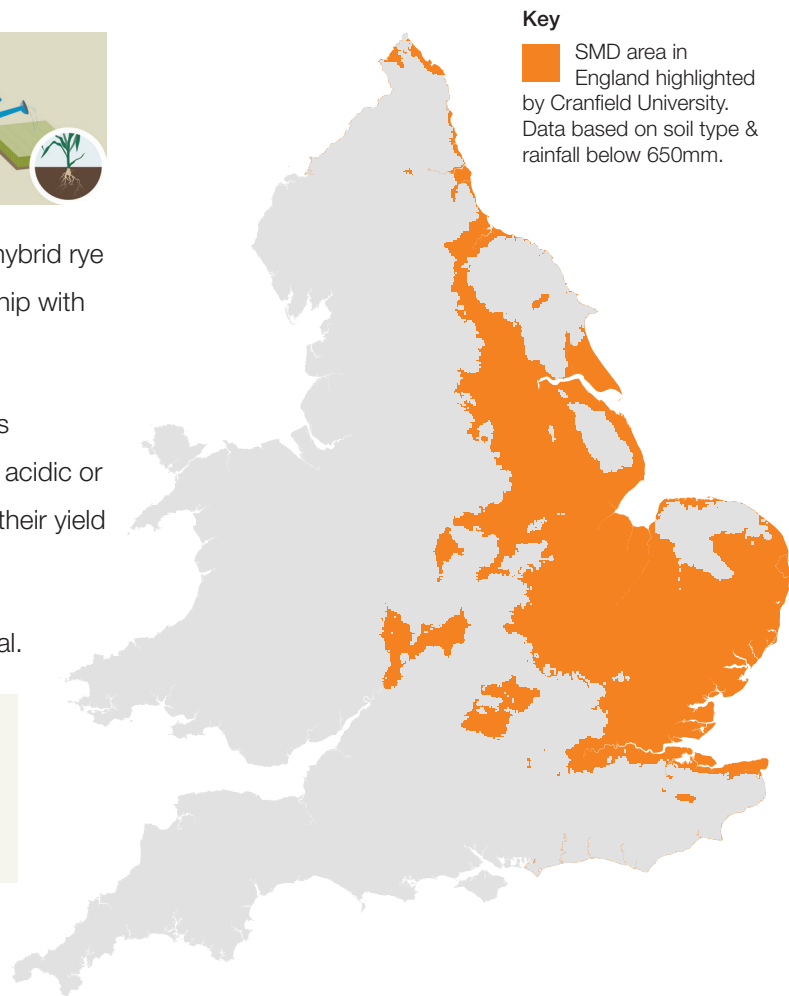 Key
SMD area in
England highlighted
by Cranfield University.
Data based on soil type &
rainfall below 650mm.
hybrid rye
hip with
s
acidic or
their yield
al.